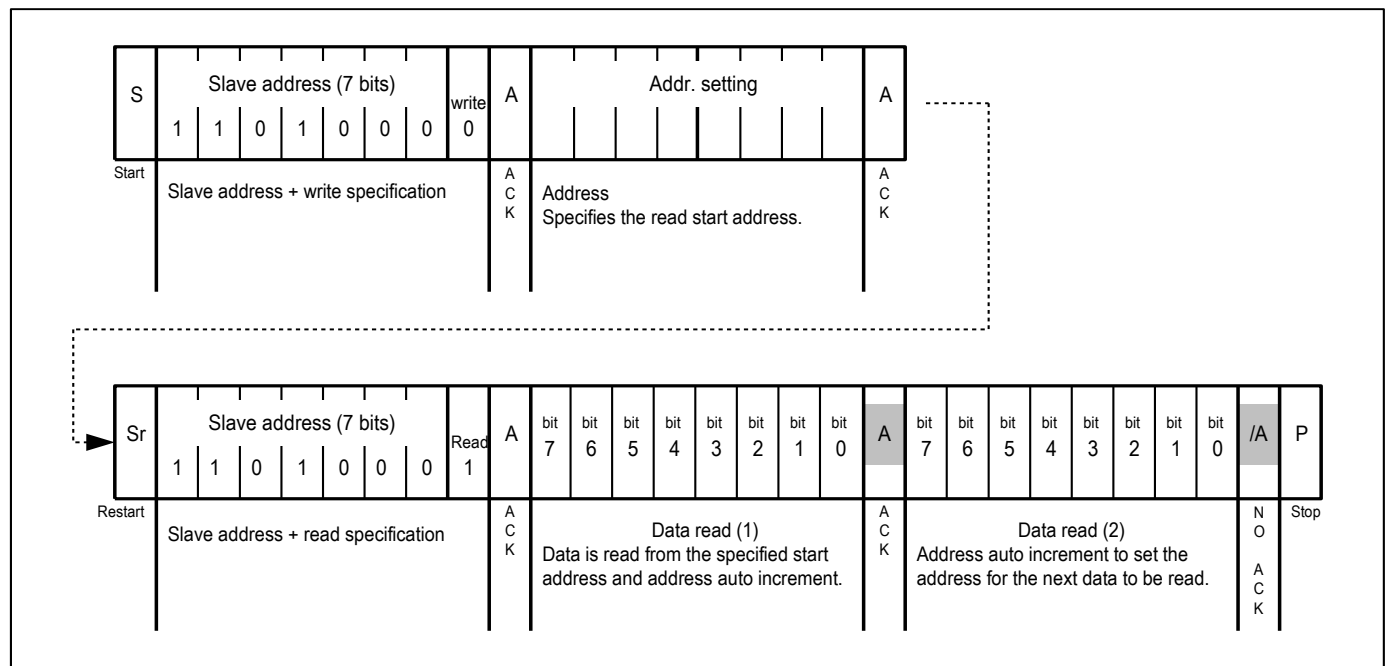 S
Slave address (7 bits)
write
A
Addr. setting
A
1 1 0 1 0 0 0 0
Start
Slave address + write specification
A
C
K
Address
Specifies the read start address.
A
C
K
Sr
Slave address (7 bits)
Read
A
bit bit bit bit bit bit bit bit
7 6 5 4 3 2 1 0
A
bit bit bit bit bit bit bit bit
7 6 5 4 3 2 1 0
/A
P
1 1 0 1 0 0 0 1
Restart
Slave address + read specification
A
C
K
Data read (1)
Data is read from the specified start
address and address auto increment.
A
C
K
Data read (2)
Address auto increment to set the
address for the next data to be read.
N
O
A
C
K
Stop